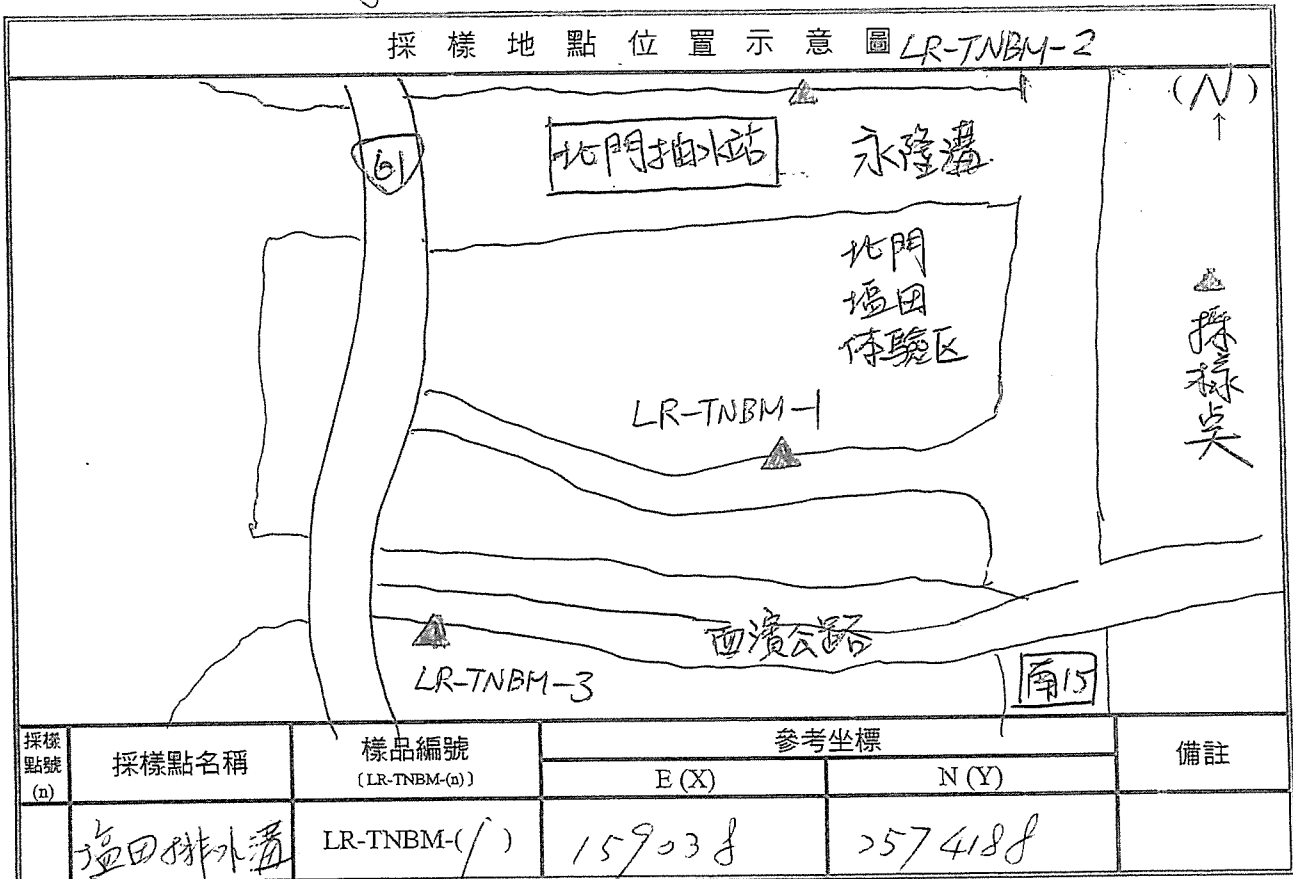 採樣地點位置示意圖 LR-TNBM-2
(N)
↑
61
北門抽水站
永隆溝
北門
塩田
体驗区
採樣点
LR-TNBM-1
西濱公路
LR-TNBM-3
南15
採樣點號(n)
採樣點名稱
樣品編號
〔LR-TNBM-(n)〕
參考坐標
E (X)
N (Y)
備註
塩田排水溝
LR-TNBM-(1)
159038
2574188